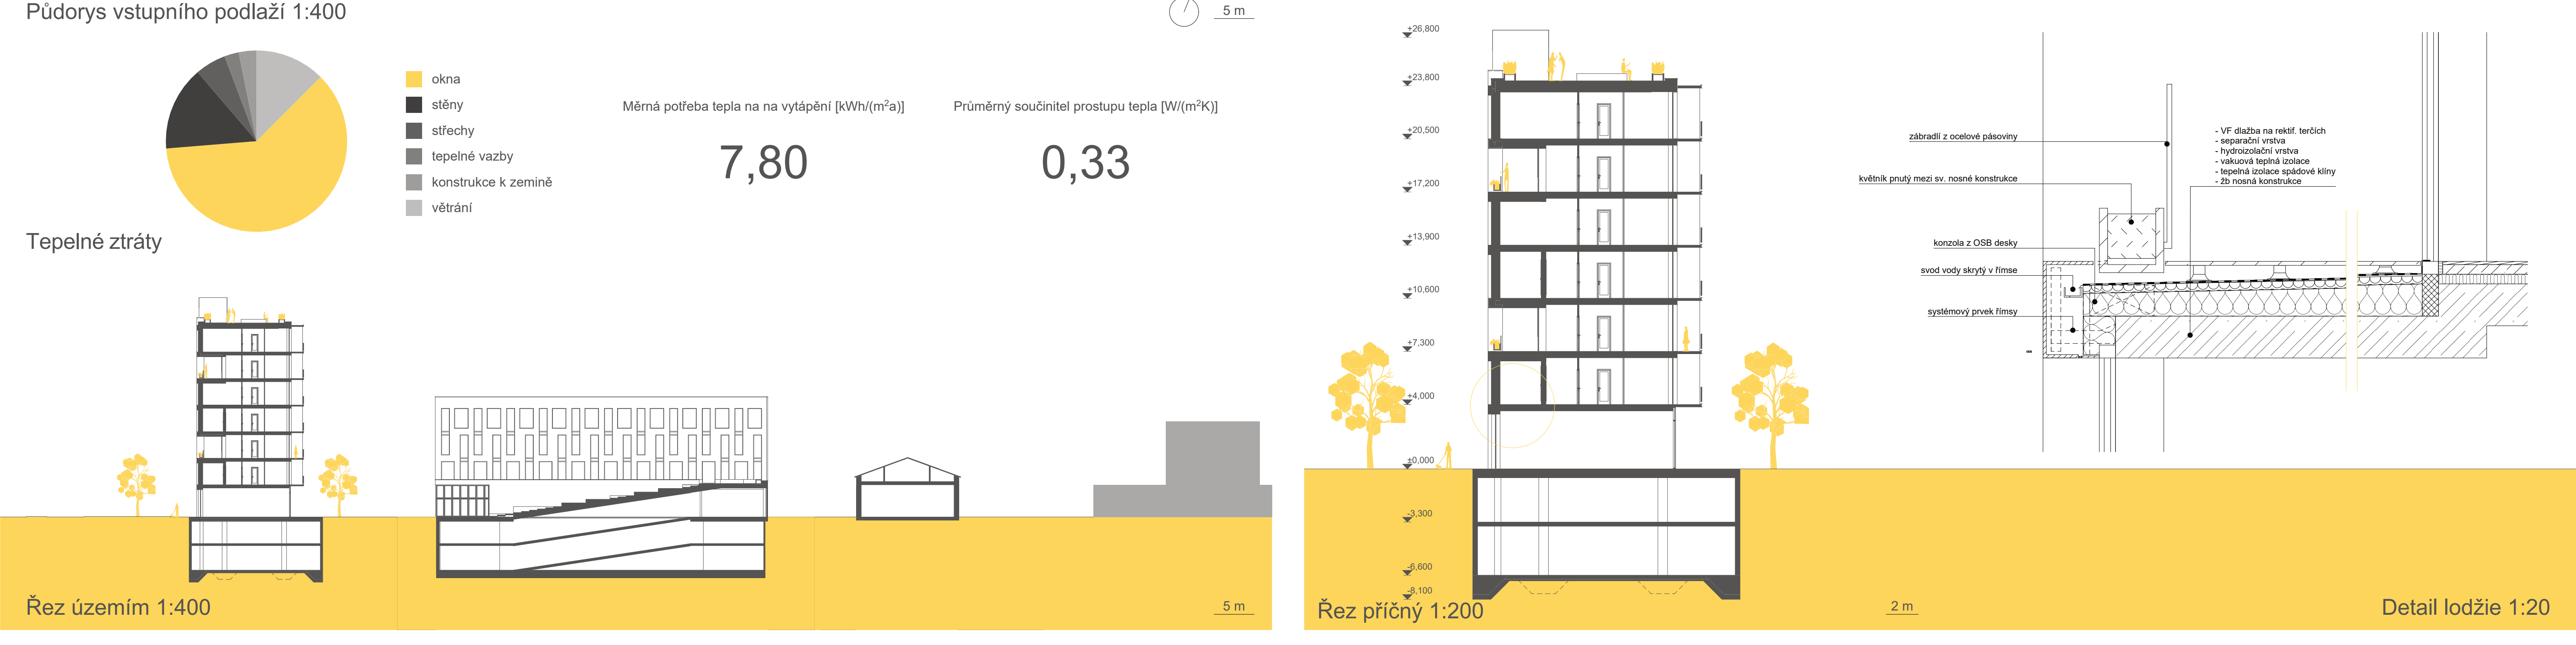 Půdorys vstupního podlaží 1:400
5 m
okna
stěny
střechy
tepelné vazby
konstrukce k zemině
větrání
Měrná potřeba tepla na na vytápění [kWh/(m²a)]
7,80
Průměrný součinitel prostupu tepla [W/(m²K)]
0,33
Tepelné ztráty
Řez územím 1:400
5 m
+26,800
+23,800
+20,500
+17,200
+13,900
+10,600
+7,300
+4,000
±0,000
-3,300
-6,600
-8,100
Řez příčný 1:200
2 m
zábradlí z ocelové pásoviny
květník pnutý mezi sv. nosné konstrukce
konzola z OSB desky
svod vody skrytý v římse
systémový prvek římsy
- VF dlažba na rektif. terčích
- separační vrstva
- hydroizolační vrstva
- vakuová teplná izolace
- tepelná izolace spádové klíny
- žb nosná konstrukce
Detail lodžie 1:20